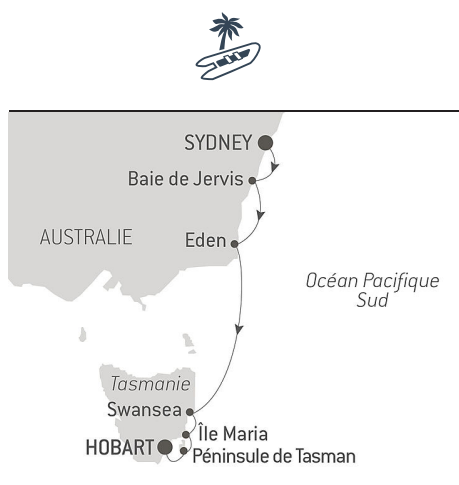 SYDNEY
Baie de Jervis
AUSTRALIE
Eden
Océan Pacifique
Sud
Tasmanie
Swansea
Île Maria
HOBART
Péninsule de Tasman